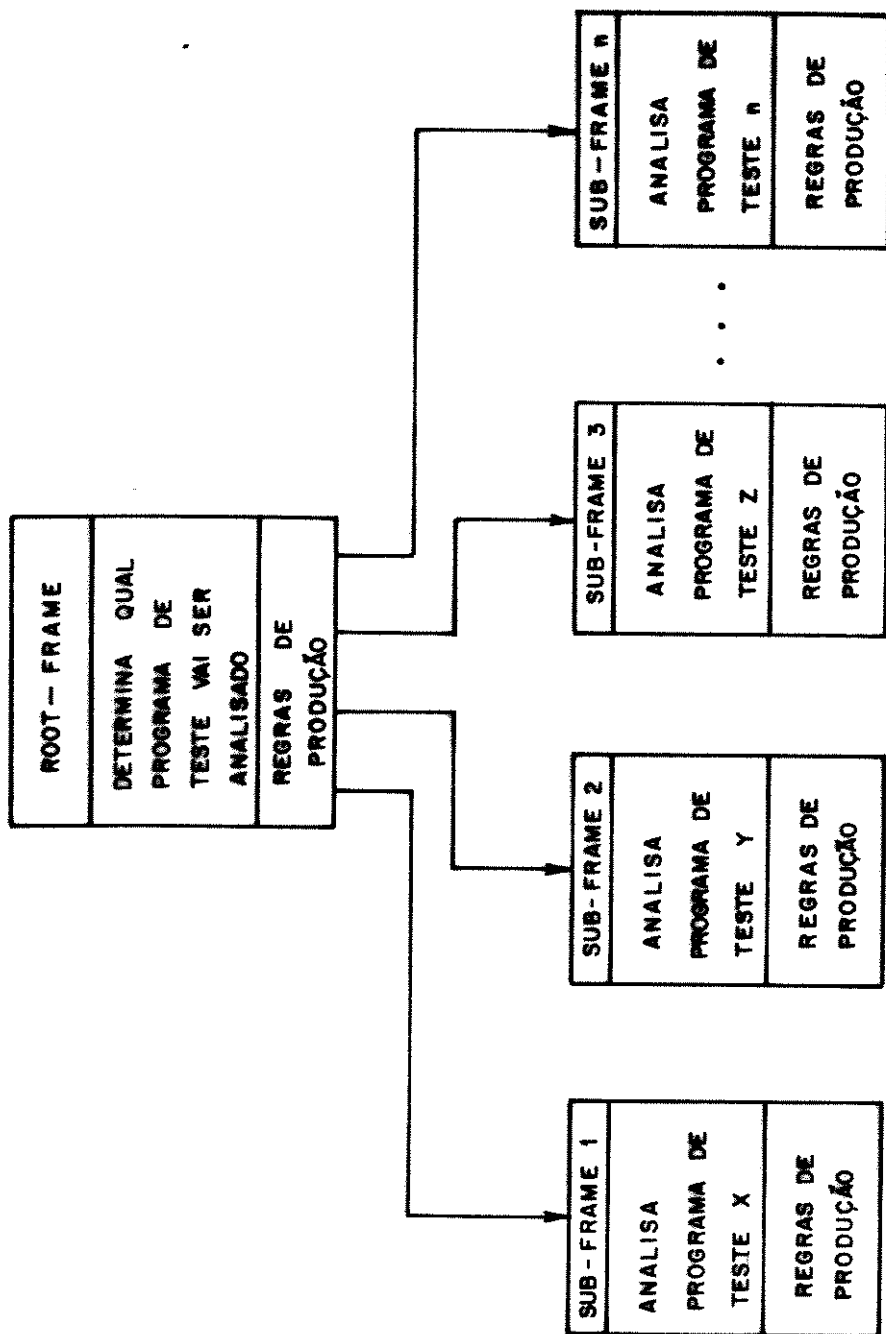 ROOT-FRAME
DETERMINA QUAL
PROGRAMA DE
TESTE VAI SER
ANALISADO
REGRAS DE
PRODUÇÃO
SUB-FRAME 1
ANALISA
PROGRAMA DE
TESTE X
REGRAS DE
PRODUÇÃO
SUB-FRAME 2
ANALISA
PROGRAMA DE
TESTE Y
REGRAS DE
PRODUÇÃO
SUB-FRAME 3
ANALISA
PROGRAMA DE
TESTE Z
REGRAS DE
PRODUÇÃO
. . .
SUB-FRAME n
ANALISA
PROGRAMA DE
TESTE n
REGRAS DE
PRODUÇÃO